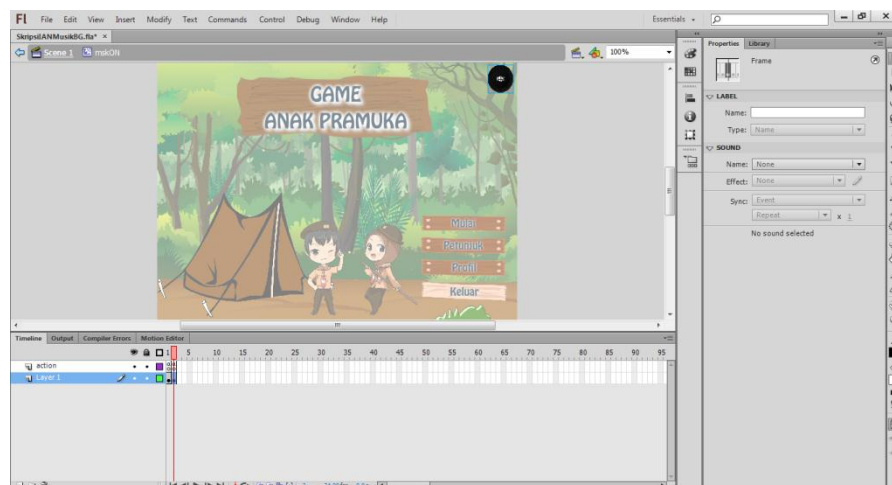 Fl File Edit View Insert Modify Text Commands Control Debug Window Help Essentials
SkripsiIANMusikBG.fla* ×
Scene 1 mskON 100%
Properties Library
Frame
LABEL
Name:
Type: Name
SOUND
Name: None
Effect: None
Sync: Event
Repeat x 1
No sound selected
GAME
ANAK PRAMUKA
Mulai
Petunjuk
Profil
Keluar
Timeline Output Compiler Errors Motion Editor
1 5 10 15 20 25 30 35 40 45 50 55 60 65 70 75 80 85 90 95
action
Layer 1